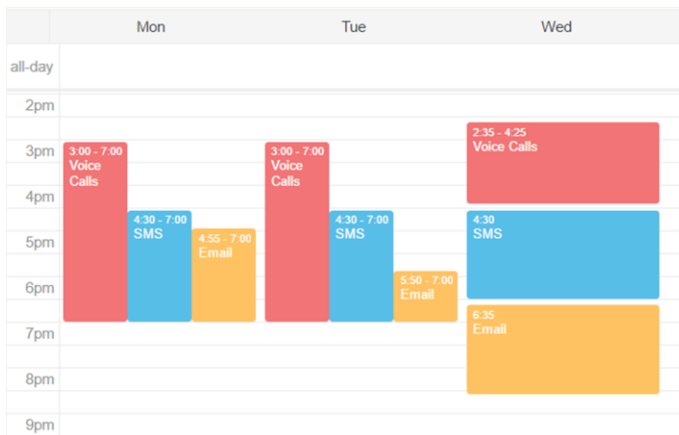 Mon Tue Wed
all-day
2pm
3pm
4pm
5pm
6pm
7pm
8pm
9pm
3:00 - 7:00
Voice
Calls
4:30 - 7:00
SMS
4:55 - 7:00
Email
3:00 - 7:00
Voice
Calls
4:30 - 7:00
SMS
5:50 - 7:00
Email
2:35 - 4:25
Voice Calls
4:30
SMS
6:35
Email